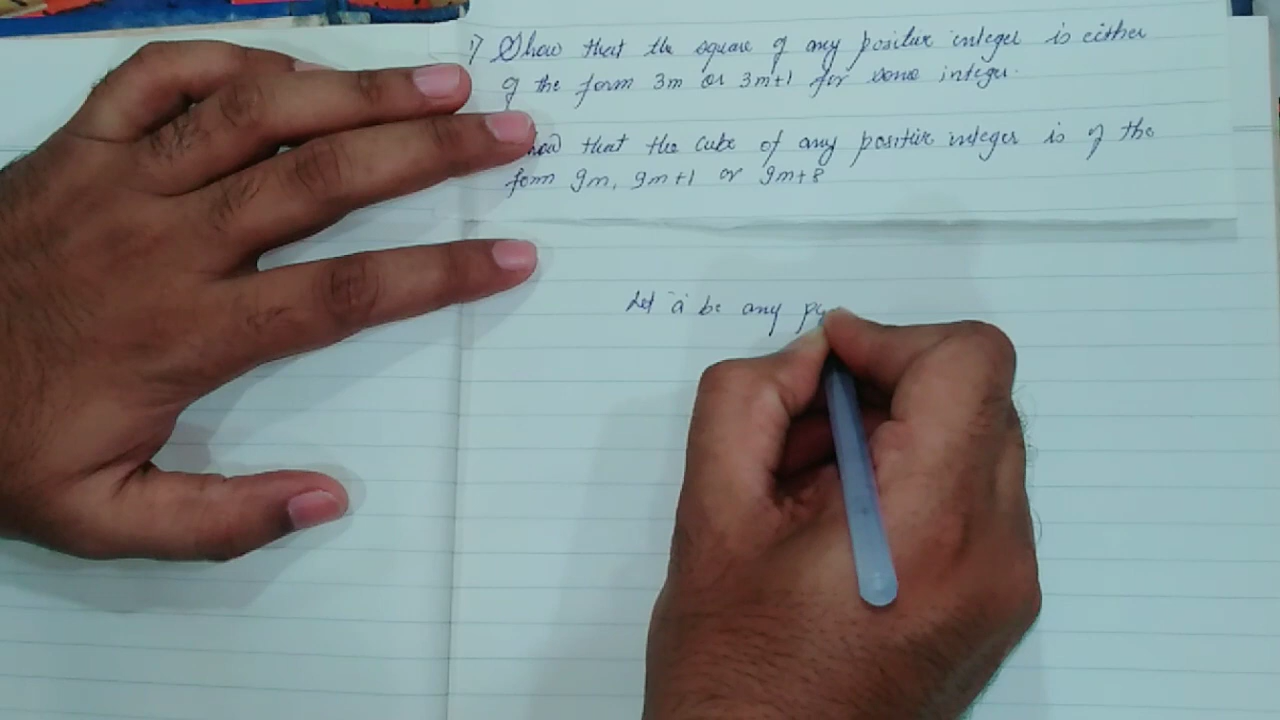 1) Show that the square of any positive integer is either
of the form 3m or 3m+1 for some integer.
that the cube of any positive integer is of the
form 9m, 9m+1 or 9m+8
Let 'a' be any